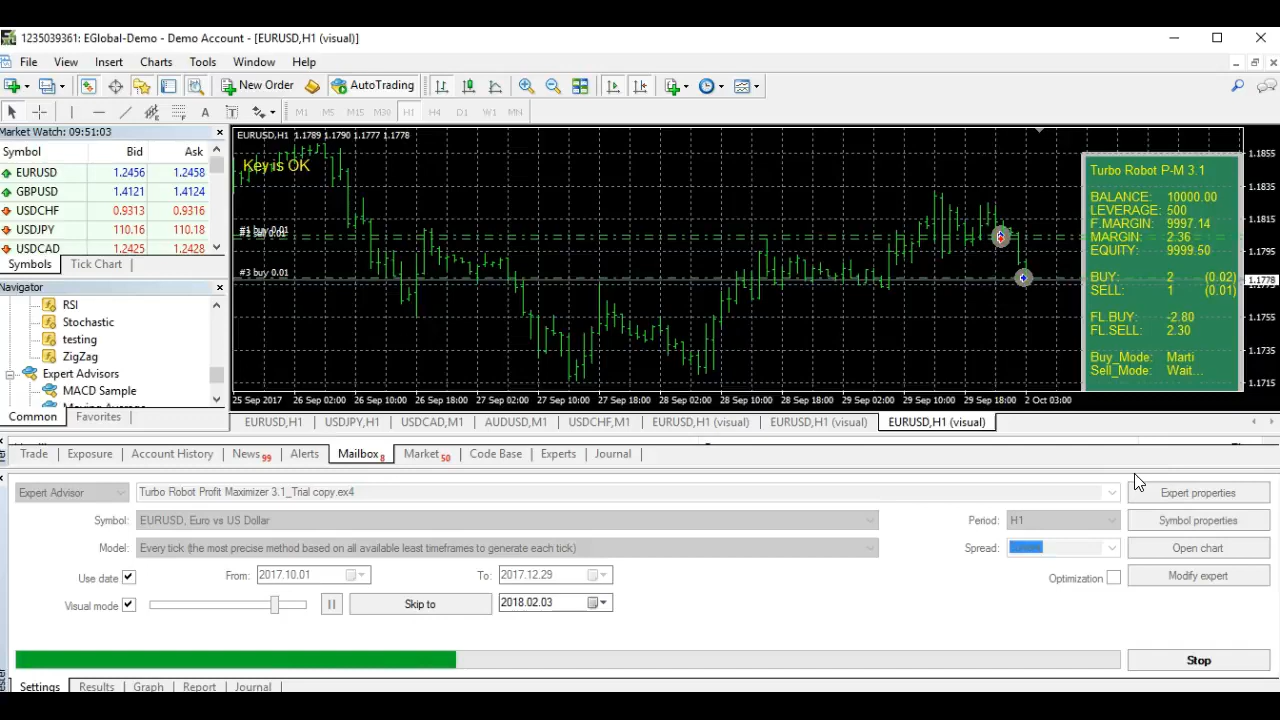 1235039361: EGlobal-Demo - Demo Account - [EURUSD,H1 (visual)]
File View Insert Charts Tools Window Help
New Order AutoTrading
M1 M5 M15 M30 H1 H4 D1 W1 MN
Market Watch: 09:51:03
Symbol Bid Ask
EURUSD 1.2456 1.2458
GBPUSD 1.4121 1.4124
USDCHF 0.9313 0.9316
USDJPY 110.16 110.18
USDCAD 1.2425 1.2428
Symbols Tick Chart
Navigator
RSI
Stochastic
testing
ZigZag
Expert Advisors
MACD Sample
Moving Average
Common Favorites
EURUSD,H1 1.1789 1.1790 1.1777 1.1778
Key is OK
#1 buy 0.01
#3 buy 0.01
Turbo Robot P-M 3.1
BALANCE: 10000.00
LEVERAGE: 500
F.MARGIN: 9997.14
MARGIN: 2.36
EQUITY: 9999.50
BUY: 2 (0.02)
SELL: 1 (0.01)
FL BUY: -2.80
FL SELL: 2.30
Buy_Mode: Marti
Sell_Mode: Wait...
1.1855
1.1835
1.1815
1.1795
1.1778
1.1755
1.1735
1.1715
25 Sep 2017 26 Sep 02:00 26 Sep 10:00 26 Sep 18:00 27 Sep 02:00 27 Sep 10:00 27 Sep 18:00 28 Sep 02:00 28 Sep 10:00 28 Sep 18:00 29 Sep 02:00 29 Sep 10:00 29 Sep 18:00 2 Oct 03:00
EURUSD,H1 USDJPY,H1 USDCAD,M1 AUDUSD,M1 USDCHF,M1 EURUSD,H1 (visual) EURUSD,H1 (visual) EURUSD,H1 (visual)
Trade Exposure Account History News 99 Alerts Mailbox 8 Market 50 Code Base Experts Journal
Expert Advisor Turbo Robot Profit Maximizer 3.1_Trial copy.ex4 Expert properties
Symbol: EURUSD, Euro vs US Dollar Period: H1 Symbol properties
Model: Every tick (the most precise method based on all available least timeframes to generate each tick) Spread: Open chart
Use date From: 2017.10.01 To: 2017.12.29 Optimization Modify expert
Visual mode Skip to 2018.02.03
Stop
Settings Results Graph Report Journal